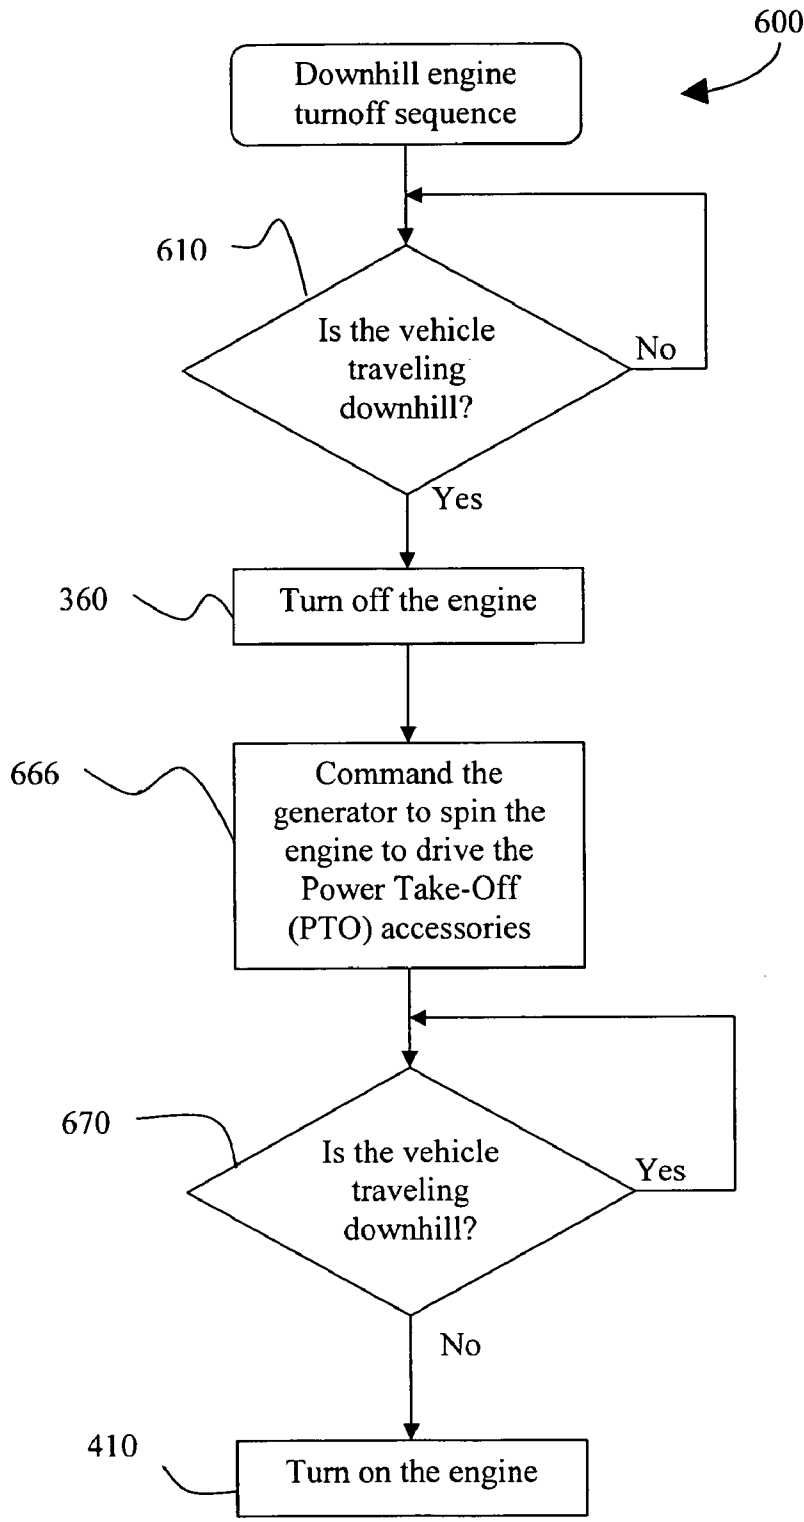 600
Downhill engine
turnoff sequence
610
Is the vehicle
traveling
downhill?
No
Yes
360
Turn off the engine
666
Command the
generator to spin the
engine to drive the
Power Take-Off
(PTO) accessories
670
Is the vehicle
traveling
downhill?
Yes
No
410
Turn on the engine